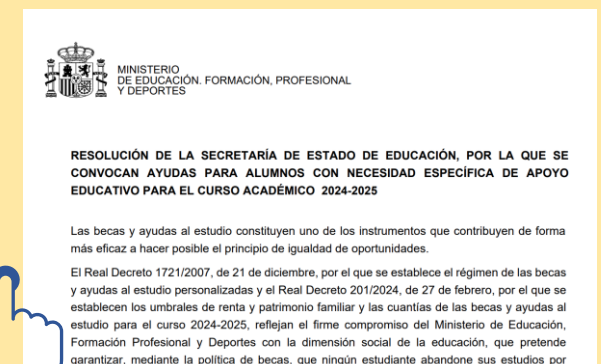 MINISTERIO
DE EDUCACIÓN. FORMACIÓN, PROFESIONAL
Y DEPORTES
RESOLUCIÓN DE LA SECRETARÍA DE ESTADO DE EDUCACIÓN, POR LA QUE SE
CONVOCAN AYUDAS PARA ALUMNOS CON NECESIDAD ESPECÍFICA DE APOYO
EDUCATIVO PARA EL CURSO ACADÉMICO 2024-2025
Las becas y ayudas al estudio constituyen uno de los instrumentos que contribuyen de forma
más eficaz a hacer posible el principio de igualdad de oportunidades.
El Real Decreto 1721/2007, de 21 de diciembre, por el que se establece el régimen de las becas
y ayudas al estudio personalizadas y el Real Decreto 201/2024, de 27 de febrero, por el que se
establecen los umbrales de renta y patrimonio familiar y las cuantías de las becas y ayudas al
estudio para el curso 2024-2025, reflejan el firme compromiso del Ministerio de Educación,
Formación Profesional y Deportes con la dimensión social de la educación, que pretende
garantizar, mediante la política de becas, que ningún estudiante abandone sus estudios por